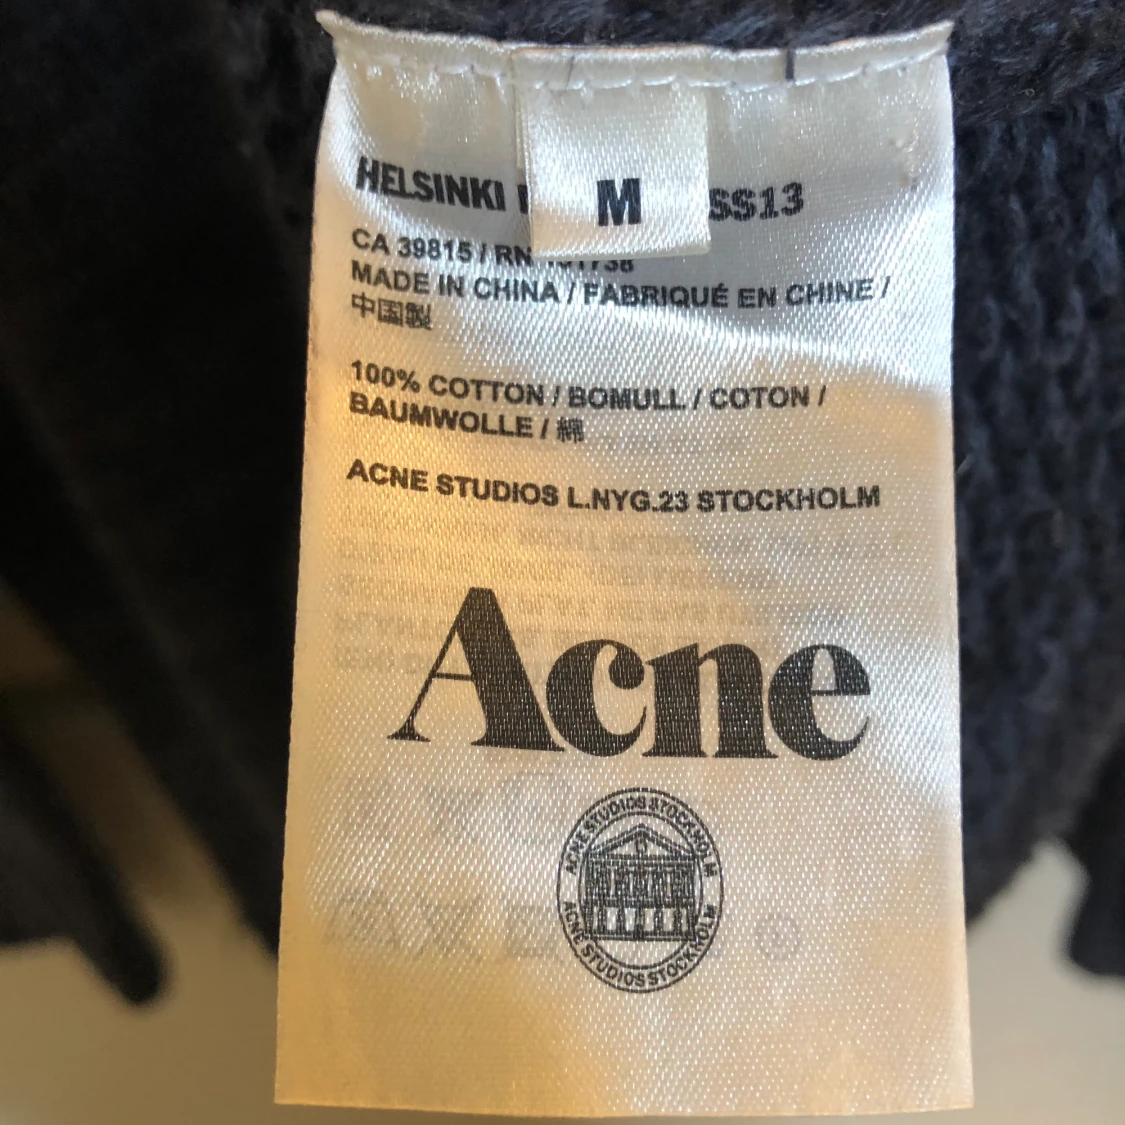 HELSINKI M SS13
CA 39815 / RN
MADE IN CHINA / FABRIQUÉ EN CHINE /
中国製
100% COTTON / BOMULL / COTON /
BAUMWOLLE / 綿
ACNE STUDIOS L.NYG.23 STOCKHOLM
Acne
ACNE STUDIOS STOCKHOLM
ACNE STUDIOS STOCKHOLM